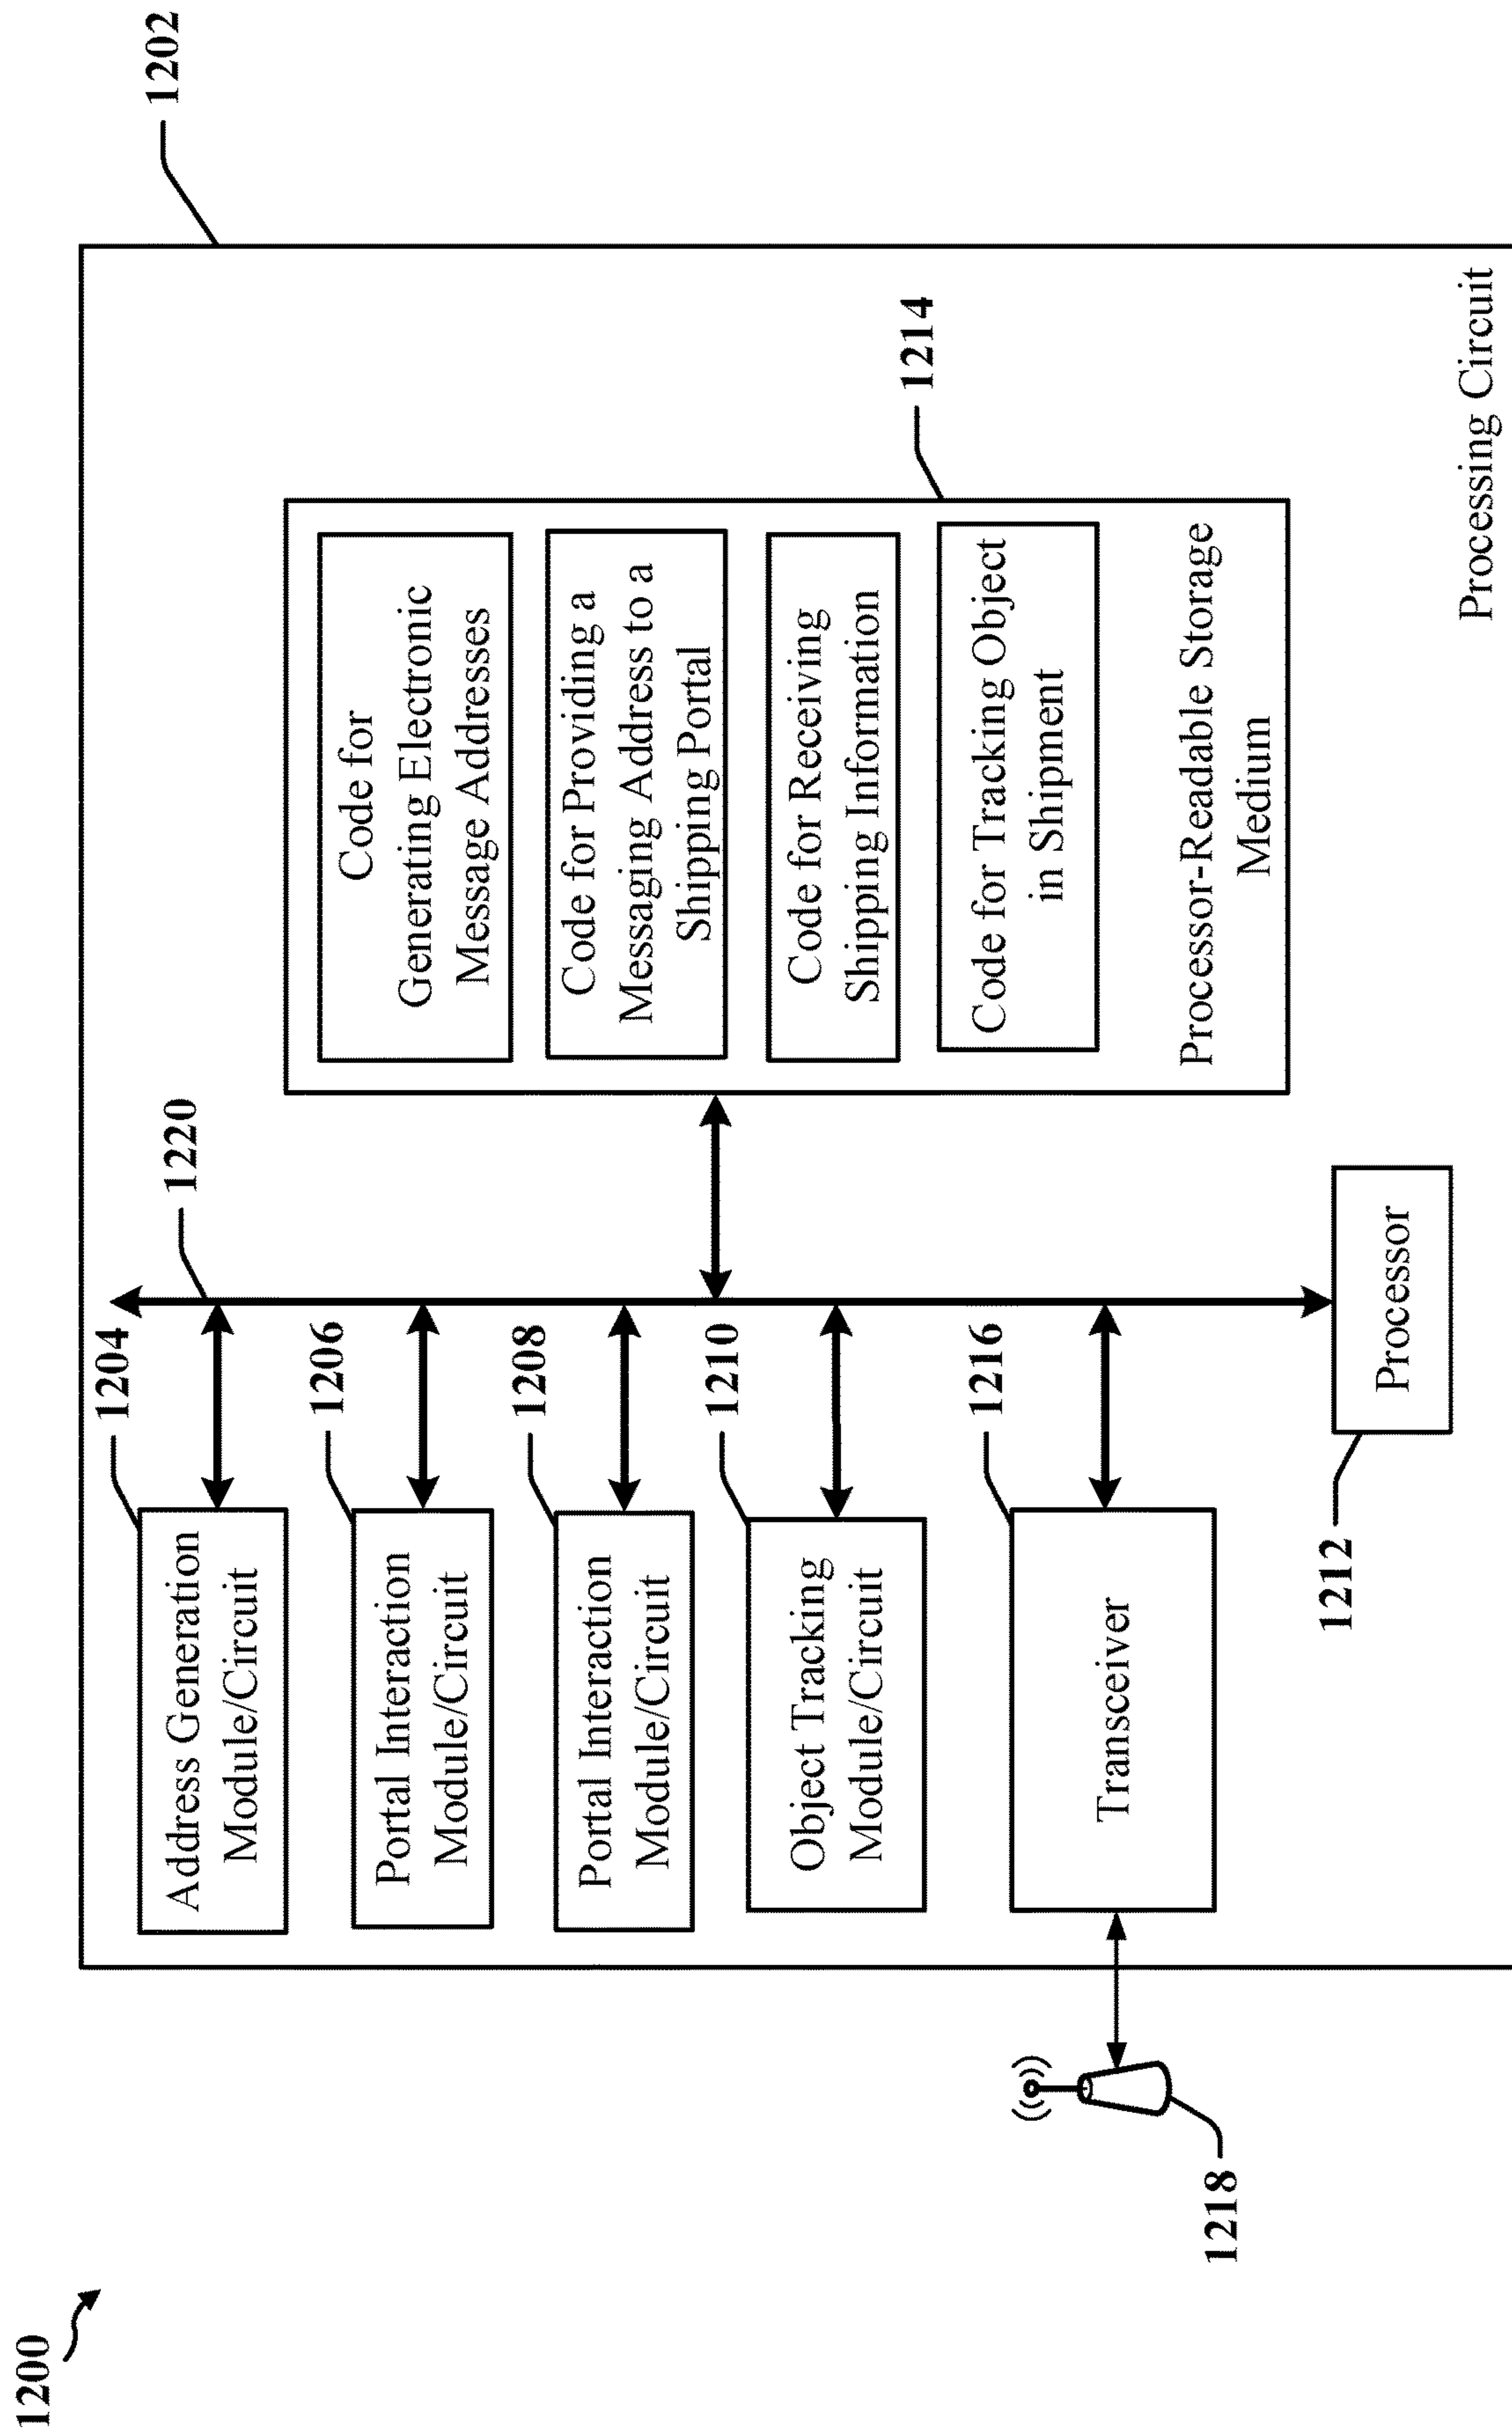 1200
1202
1204
Address Generation
Module/Circuit
1206
Portal Interaction
Module/Circuit
1208
Portal Interaction
Module/Circuit
1210
Object Tracking
Module/Circuit
1216
Transceiver
1218
1220
1212
Processor
1214
Code for
Generating Electronic
Message Addresses
Code for Providing a
Messaging Address to a
Shipping Portal
Code for Receiving
Shipping Information
Code for Tracking Object
in Shipment
Processor-Readable Storage
Medium
Processing Circuit